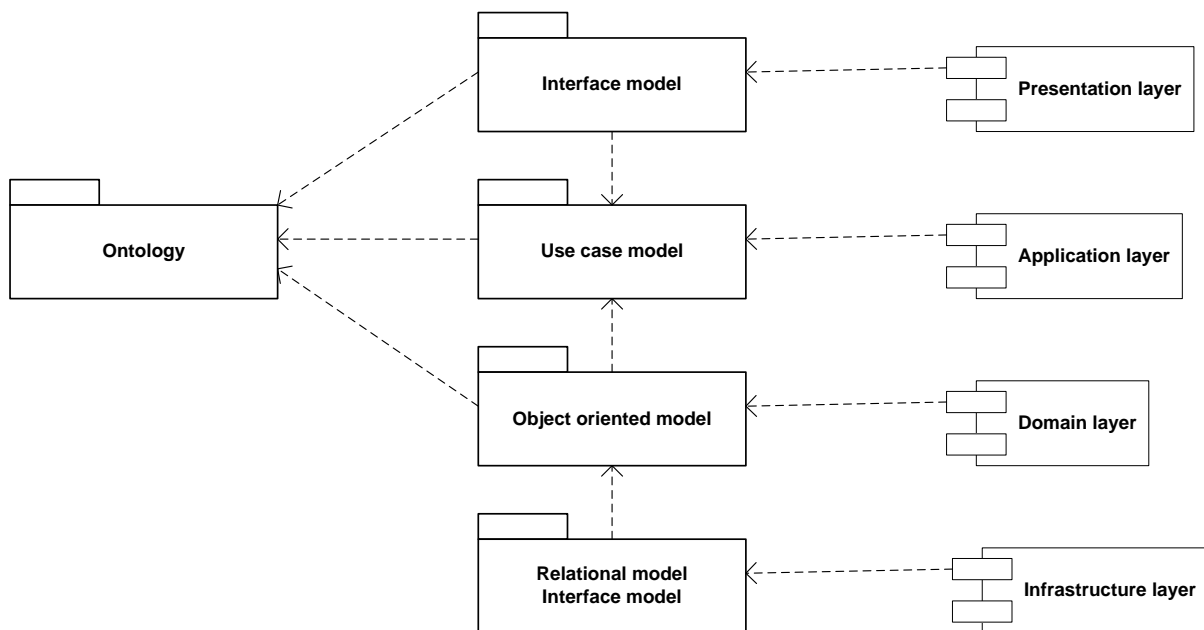 Interface model
Presentation layer
Ontology
Use case model
Application layer
Object oriented model
Domain layer
Relational model
Interface model
Infrastructure layer